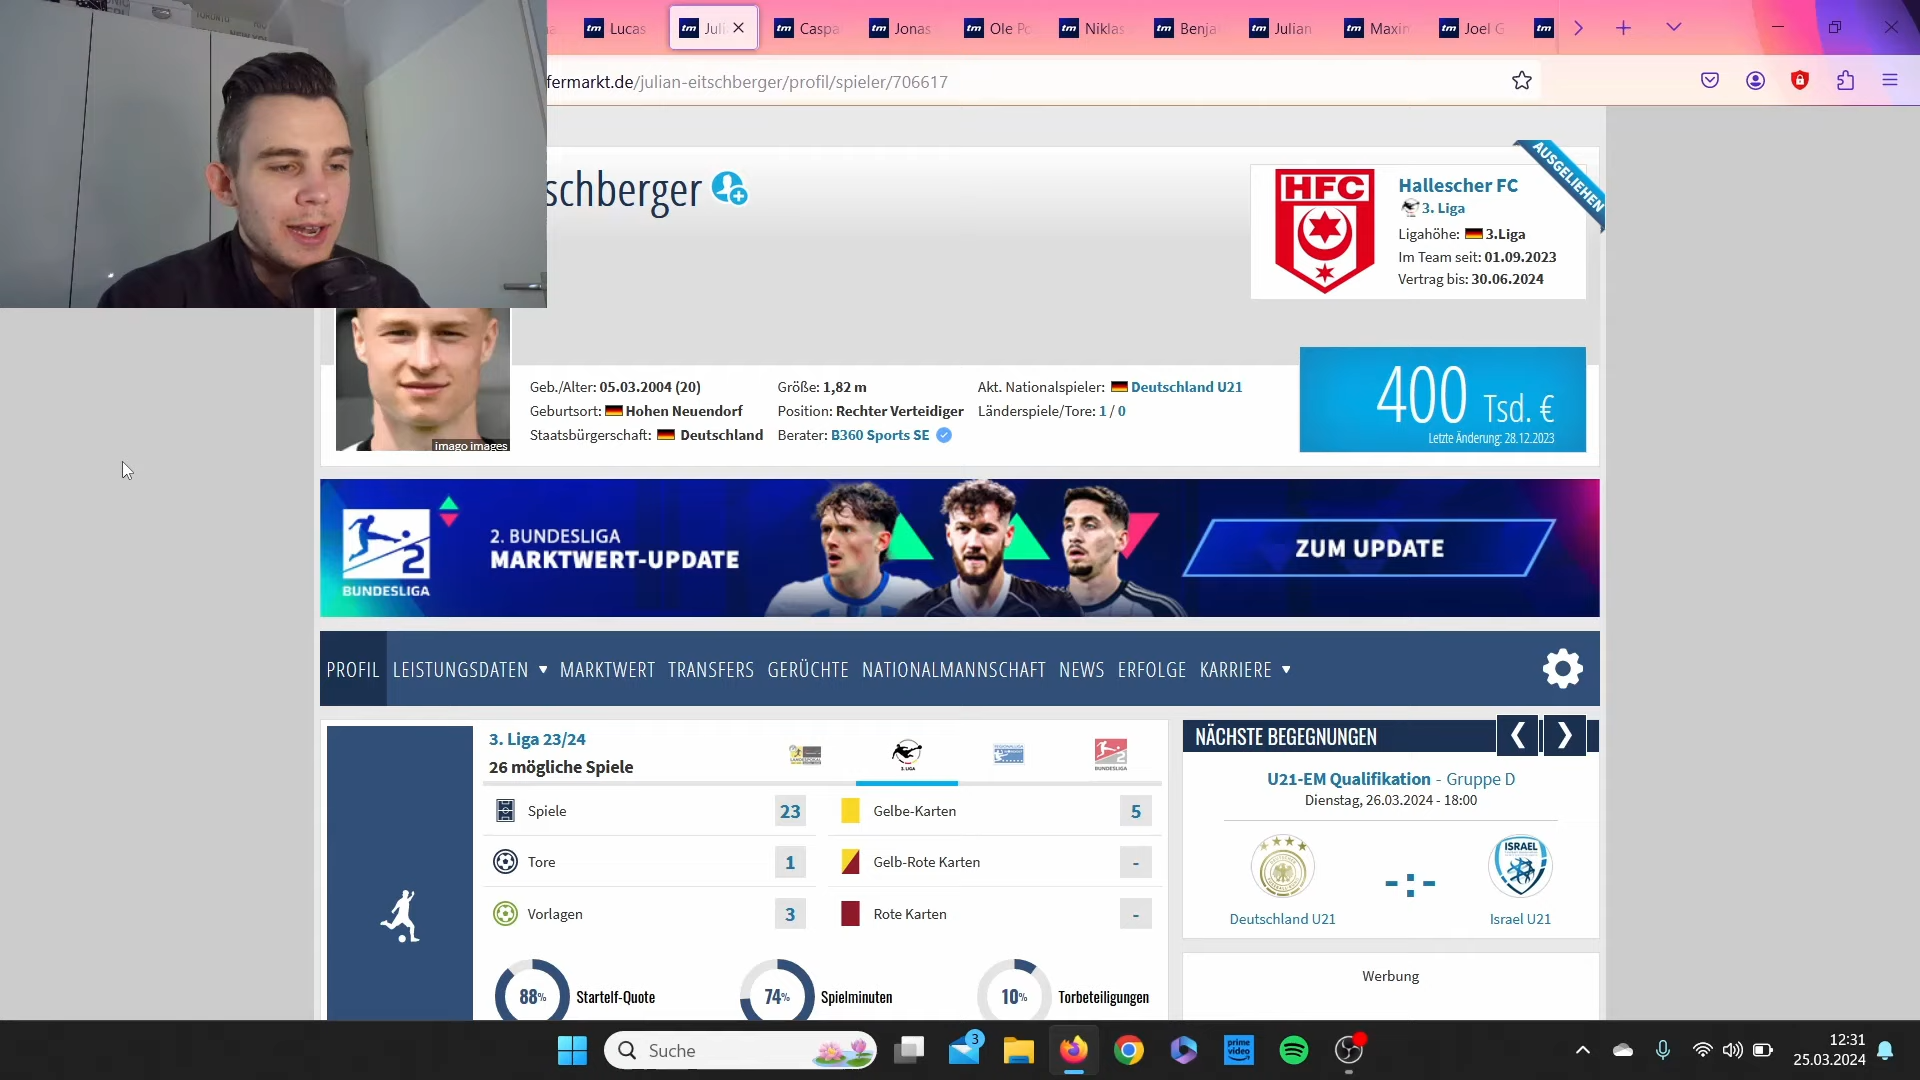 Lucas
Juli
Caspa
Jonas
Ole Po
Niklas
Benja
Julian
Maxim
Joel G
fermarkt.de/julian-eitschberger/profil/spieler/706617
schberger
HFC
Hallescher FC
3. Liga
Ligahöhe: 3.Liga
Im Team seit: 01.09.2023
Vertrag bis: 30.06.2024
AUSGELIEHEN
imago images
Geb./Alter: 05.03.2004 (20)
Geburtsort: Hohen Neuendorf
Staatsbürgerschaft: Deutschland
Größe: 1,82 m
Position: Rechter Verteidiger
Berater: B360 Sports SE
Akt. Nationalspieler: Deutschland U21
Länderspiele/Tore: 1 / 0
400 Tsd. €
Letzte Änderung: 28.12.2023
2
BUNDESLIGA
2. BUNDESLIGA
MARKTWERT-UPDATE
ZUM UPDATE
PROFIL LEISTUNGSDATEN MARKTWERT TRANSFERS GERÜCHTE NATIONALMANNSCHAFT NEWS ERFOLGE KARRIERE
3. Liga 23/24
26 mögliche Spiele
Spiele 23
Gelbe-Karten 5
Tore 1
Gelb-Rote Karten -
Vorlagen 3
Rote Karten -
88% Startelf-Quote
74% Spielminuten
10% Torbeteiligungen
NÄCHSTE BEGEGNUNGEN
U21-EM Qualifikation - Gruppe D
Dienstag, 26.03.2024 - 18:00
ISRAEL
-:-
Deutschland U21
Israel U21
Werbung
Suche
3
prime video
12:31
25.03.2024